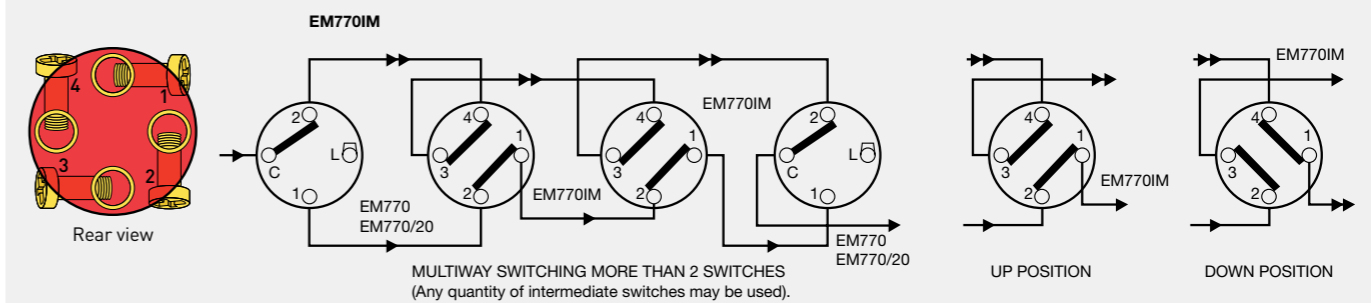 EM770IM
4
1
3
2
Rear view
2
L
C
1
EM770
EM770/20
4
1
3
2
EM770IM
4
1
3
2
EM770IM
2
L
C
1
EM770
EM770/20
MULTIWAY SWITCHING MORE THAN 2 SWITCHES
(Any quantity of intermediate switches may be used).
4
1
3
2
EM770IM
UP POSITION
EM770IM
4
1
3
2
DOWN POSITION